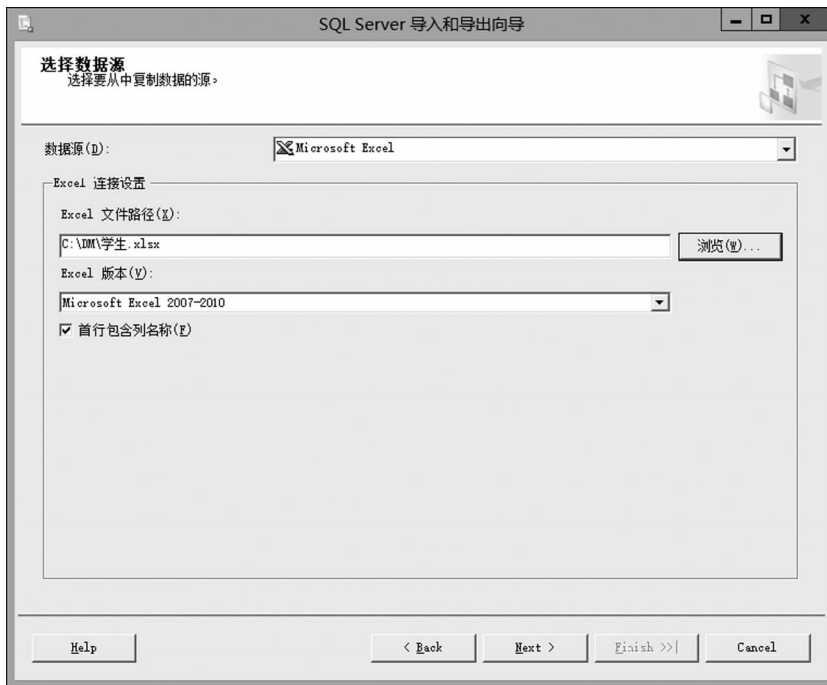 SQL Server 导入和导出向导
选择数据源
选择要从中复制数据的源。
数据源(D):
Microsoft Excel
Excel 连接设置
Excel 文件路径(X):
C:\DM\学生.xlsx
浏览(W)...
Excel 版本(V):
Microsoft Excel 2007-2010
首行包含列名称(F)
Help
< Back
Next >
Finish >>|
Cancel